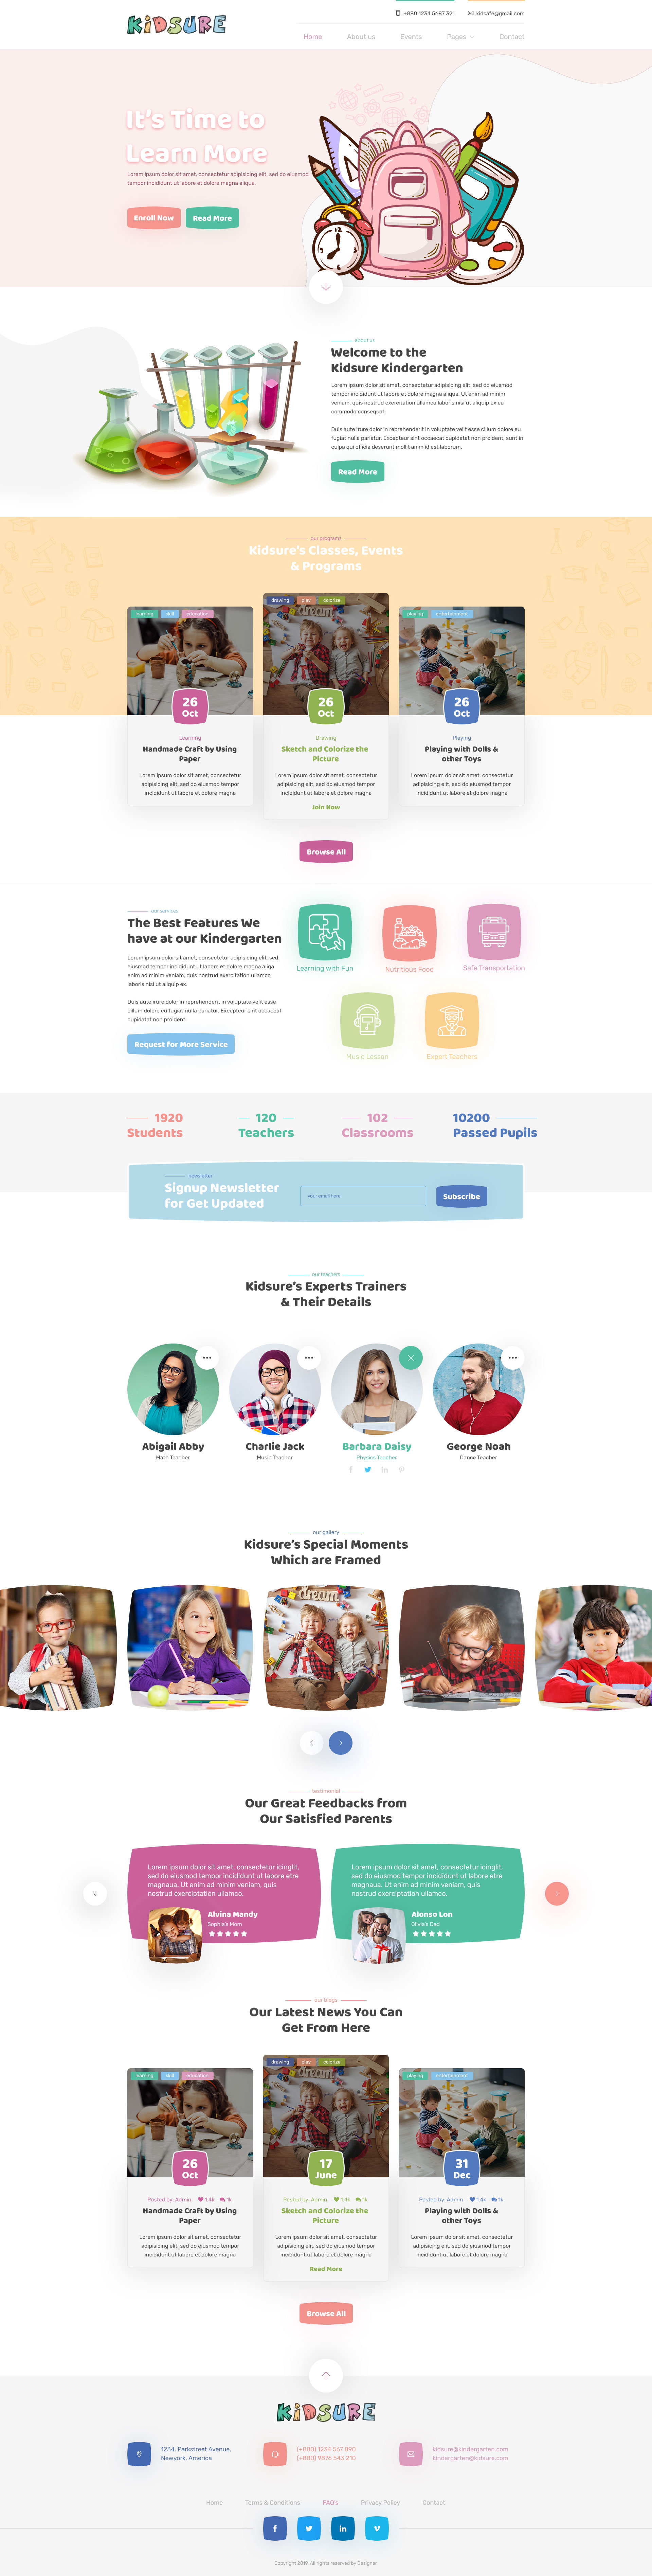 KIDSURE
+880 1234 5687 321
kidsafe@gmail.com
Home
About us
Events
Pages
Contact
It's Time to
Learn More
Lorem ipsum dolor sit amet, consectetur adipisicing elit, sed do eiusmod
tempor incididunt ut labore et dolore magna aliqua.
Enroll Now
Read More
about us
Welcome to the
Kidsure Kindergarten
Lorem ipsum dolor sit amet, consectetur adipisicing elit, sed do eiusmod
tempor incididunt ut labore et dolore magna aliqua. Ut enim ad minim
veniam, quis nostrud exercitation ullamco laboris nisi ut aliquip ex ea
commodo consequat.
Duis aute irure dolor in reprehenderit in voluptate velit esse cillum dolore eu
fugiat nulla pariatur. Excepteur sint occaecat cupidatat non proident, sunt in
culpa qui officia deserunt mollit anim id est laborum.
Read More
our programs
Kidsure's Classes, Events
& Programs
learning
skill
education
26
Oct
Learning
Handmade Craft by Using
Paper
Lorem ipsum dolor sit amet, consectetur
adipisicing elit, sed do eiusmod tempor
incididunt ut labore et dolore magna
drawing
play
colorize
dream
26
Oct
Drawing
Sketch and Colorize the
Picture
Lorem ipsum dolor sit amet, consectetur
adipisicing elit, sed do eiusmod tempor
incididunt ut labore et dolore magna
Join Now
playing
entertainment
26
Oct
Playing
Playing with Dolls &
other Toys
Lorem ipsum dolor sit amet, consectetur
adipisicing elit, sed do eiusmod tempor
incididunt ut labore et dolore magna
Browse All
our services
The Best Features We
have at our Kindergarten
Lorem ipsum dolor sit amet, consectetur adipisicing elit, sed
eiusmod tempor incididunt ut labore et dolore magna aliqa
enim ad minim veniam, quis nostrud exercitation ullamco
laboris nisi ut aliquip ex.
Duis aute irure dolor in reprehenderit in voluptate velit esse
cillum dolore eu fugiat nulla pariatur. Excepteur sint occaecat
cupidatat non proident.
Request for More Service
Learning with Fun
Nutritious Food
Safe Transportation
Music Lesson
Expert Teachers
1920
Students
120
Teachers
102
Classrooms
10200
Passed Pupils
newsletter
Signup Newsletter
for Get Updated
your email here
Subscribe
our teachers
Kidsure's Experts Trainers
& Their Details
Abigail Abby
Math Teacher
Charlie Jack
Music Teacher
Barbara Daisy
Physics Teacher
George Noah
Dance Teacher
our gallery
Kidsure's Special Moments
Which are Framed
dream
testimonial
Our Great Feedbacks from
Our Satisfied Parents
Lorem ipsum dolor sit amet, consectetur icinglit,
sed do eiusmod tempor incididunt ut labore etre
magnaua. Ut enim ad minim veniam, quis
nostrud exerciptation ullamco.
Alvina Mandy
Sophia's Mom
Lorem ipsum dolor sit amet, consectetur icinglit,
sed do eiusmod tempor incididunt ut labore etre
magnaua. Ut enim ad minim veniam, quis
nostrud exerciptation ullamco.
Alonso Lon
Olivia's Dad
our blogs
Our Latest News You Can
Get From Here
learning
skill
education
26
Oct
Posted by: Admin
1.4k
1k
Handmade Craft by Using
Paper
Lorem ipsum dolor sit amet, consectetur
adipisicing elit, sed do eiusmod tempor
incididunt ut labore et dolore magna
drawing
play
colorize
dream
17
June
Posted by: Admin
1.4k
1k
Sketch and Colorize the
Picture
Lorem ipsum dolor sit amet, consectetur
adipisicing elit, sed do eiusmod tempor
incididunt ut labore et dolore magna
Read More
playing
entertainment
31
Dec
Posted by: Admin
1.4k
1k
Playing with Dolls &
other Toys
Lorem ipsum dolor sit amet, consectetur
adipisicing elit, sed do eiusmod tempor
incididunt ut labore et dolore magna
Browse All
KIDSURE
1234, Parkstreet Avenue,
Newyork, America
(+880) 1234 567 890
(+880) 9876 543 210
kidsure@kindergarten.com
kindergarten@kidsure.com
Home
Terms & Conditions
FAQ's
Privacy Policy
Contact
Copyright 2019. All rights reserved by Designer